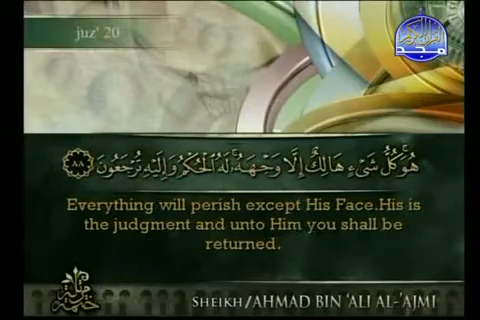 juz' 20
هُوَ ۚ كُلُّ شَيْءٍ هَالِكٌ إِلَّا وَجْهَهُ ۚ لَهُ الْحُكْمُ وَإِلَيْهِ تُرْجَعُونَ ٨٨
Everything will perish except His Face.His is
the judgment and unto Him you shall be
returned.
SHEIKH/AHMAD BIN 'ALI AL-'AJMI